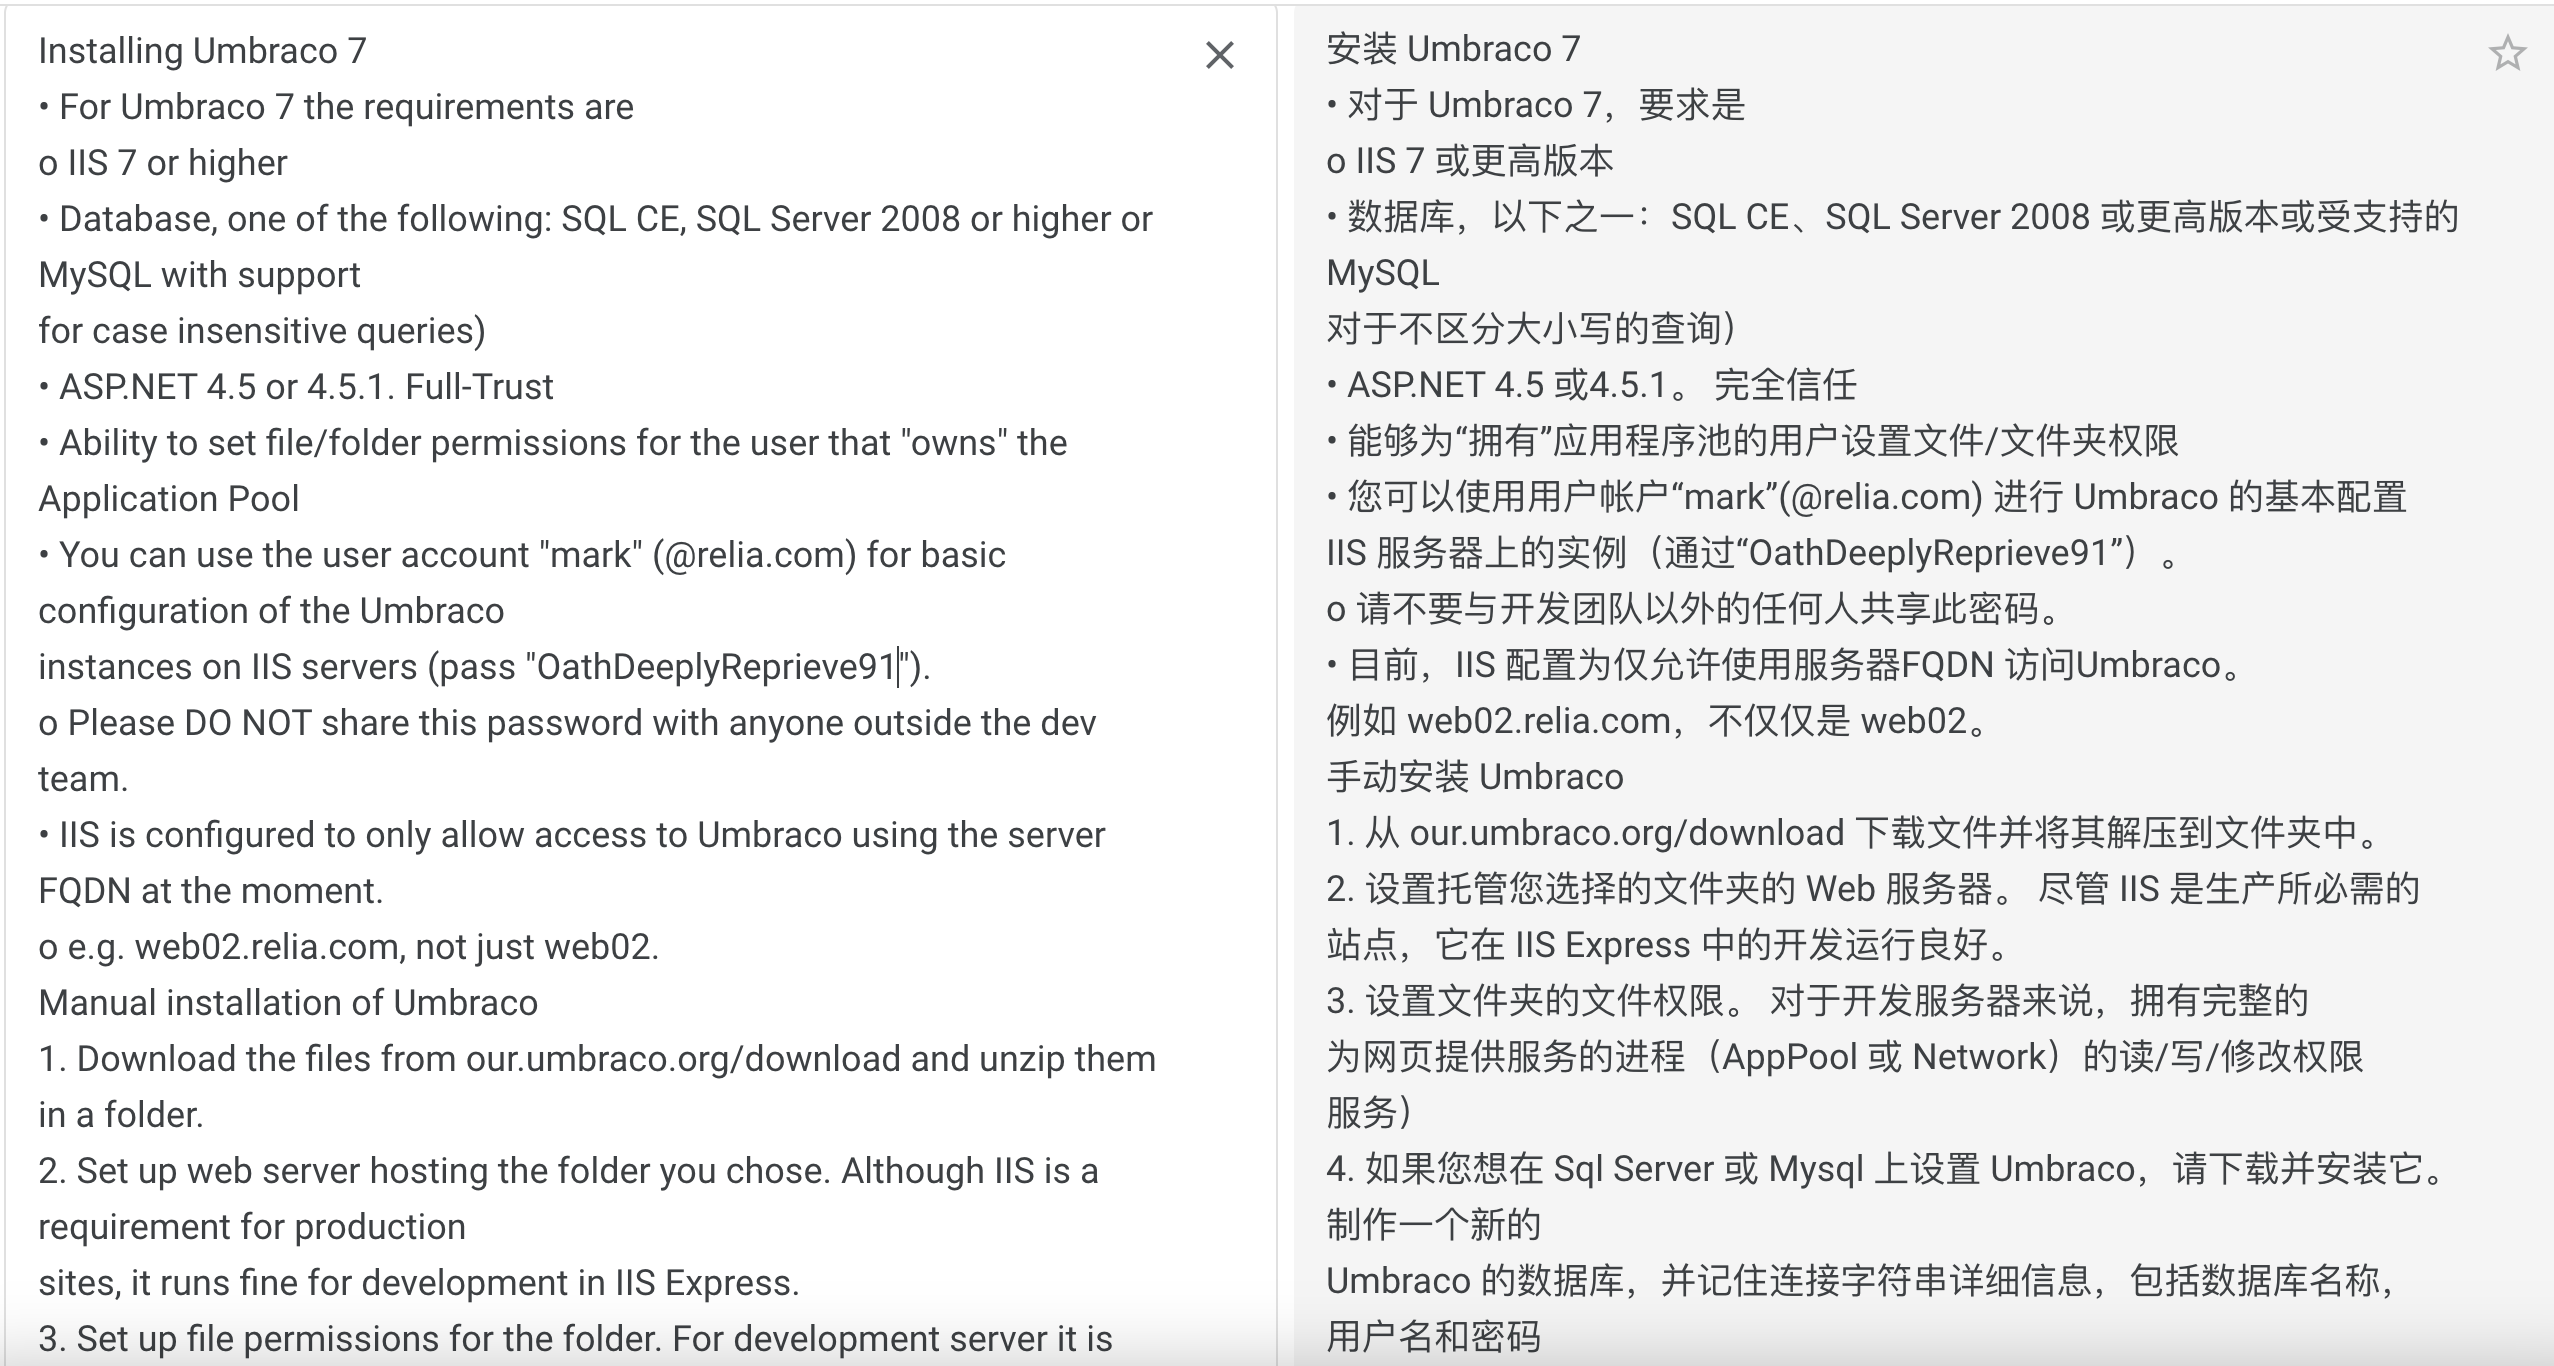 Installing Umbraco 7
• For Umbraco 7 the requirements are
o IIS 7 or higher
• Database, one of the following: SQL CE, SQL Server 2008 or higher or
MySQL with support
for case insensitive queries)
• ASP.NET 4.5 or 4.5.1. Full-Trust
• Ability to set file/folder permissions for the user that "owns" the
Application Pool
• You can use the user account "mark" (@relia.com) for basic
configuration of the Umbraco
instances on IIS servers (pass "OathDeeplyReprieve91").
o Please DO NOT share this password with anyone outside the dev
team.
• IIS is configured to only allow access to Umbraco using the server
FQDN at the moment.
o e.g. web02.relia.com, not just web02.
Manual installation of Umbraco
1. Download the files from our.umbraco.org/download and unzip them
in a folder.
2. Set up web server hosting the folder you chose. Although IIS is a
requirement for production
sites, it runs fine for development in IIS Express.
3. Set up file permissions for the folder. For development server it is
安装 Umbraco 7
• 对于 Umbraco 7，要求是
o IIS 7 或更高版本
• 数据库，以下之一：SQL CE、SQL Server 2008 或更高版本或受支持的
MySQL
对于不区分大小写的查询）
• ASP.NET 4.5 或4.5.1。 完全信任
• 能够为“拥有”应用程序池的用户设置文件/文件夹权限
• 您可以使用用户帐户“mark”(@relia.com) 进行 Umbraco 的基本配置
IIS 服务器上的实例（通过“OathDeeplyReprieve91”）。
o 请不要与开发团队以外的任何人共享此密码。
• 目前，IIS 配置为仅允许使用服务器FQDN 访问Umbraco。
例如 web02.relia.com，不仅仅是 web02。
手动安装 Umbraco
1. 从 our.umbraco.org/download 下载文件并将其解压到文件夹中。
2. 设置托管您选择的文件夹的 Web 服务器。 尽管 IIS 是生产所必需的
站点，它在 IIS Express 中的开发运行良好。
3. 设置文件夹的文件权限。 对于开发服务器来说，拥有完整的
为网页提供服务的进程（AppPool 或 Network）的读/写/修改权限
服务）
4. 如果您想在 Sql Server 或 Mysql 上设置 Umbraco，请下载并安装它。
制作一个新的
Umbraco 的数据库，并记住连接字符串详细信息，包括数据库名称，
用户名和密码